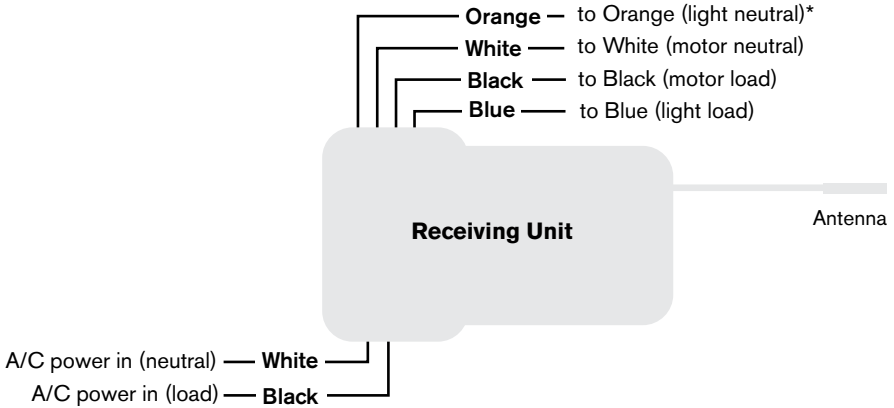 Orange to Orange (light neutral)*
White to White (motor neutral)
Black to Black (motor load)
Blue to Blue (light load)
Antenna
Receiving Unit
A/C power in (neutral) White
A/C power in (load) Black